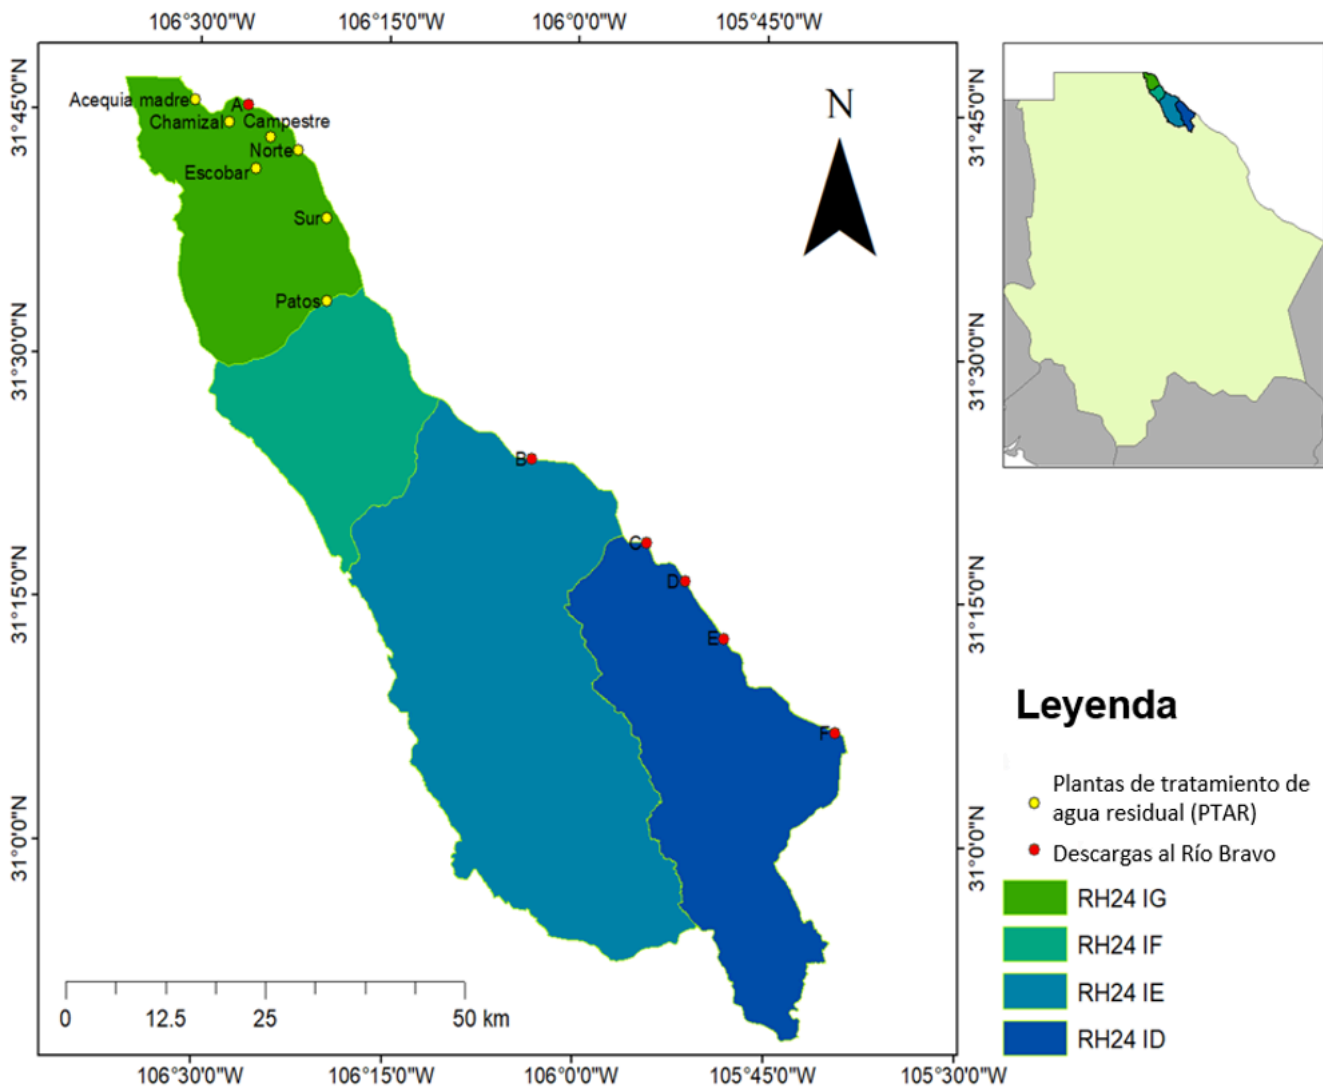 106°30'0"W
106°15'0"W
106°0'0"W
105°45'0"W
31°45'0"N
31°30'0"N
31°15'0"N
31°0'0"N
Acequia madre
A
Chamizal
Campestre
Norte
Escobar
Sur
Patos
B
C
D
E
F
N
31°45'0"N
31°30'0"N
31°15'0"N
31°0'0"N
Leyenda
Plantas de tratamiento de
agua residual (PTAR)
Descargas al Río Bravo
RH24 IG
RH24 IF
RH24 IE
RH24 ID
0
12.5
25
50 km
106°30'0"W
106°15'0"W
106°0'0"W
105°45'0"W
105°30'0"W